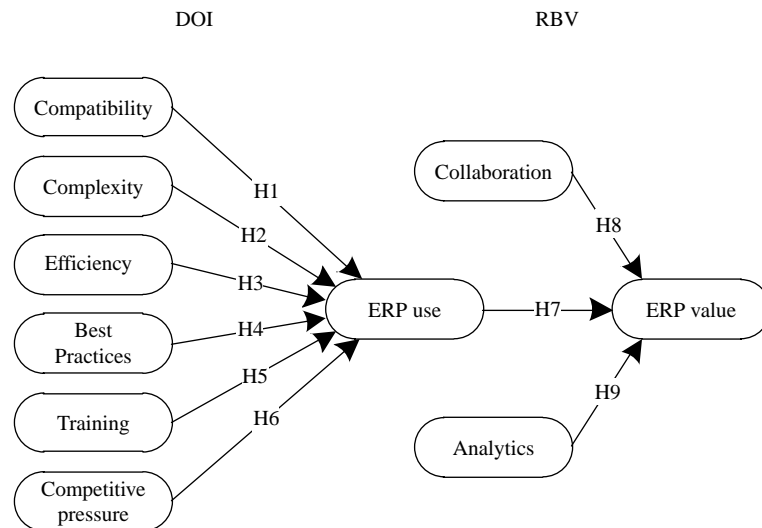 DOI
RBV
Compatibility
Complexity
Efficiency
Best
Practices
Training
Competitive
pressure
H1
H2
H3
H4
H5
H6
ERP use
H7
Collaboration
H8
ERP value
H9
Analytics